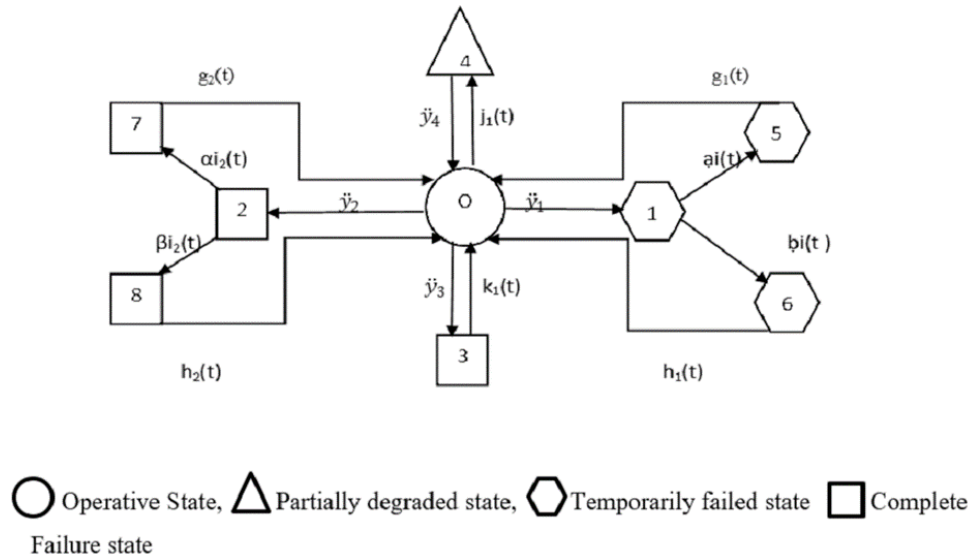 4
g₂(t)
g₁(t)
7
ÿ₄
j₁(t)
5
αi₂(t)
ại(t)
2
ÿ₂
O
ÿ₁
1
βi₂(t)
ḅi(t )
8
ÿ₃
k₁(t)
6
3
h₂(t)
h₁(t)
Operative State, Partially degraded state, Temporarily failed state Complete
Failure state